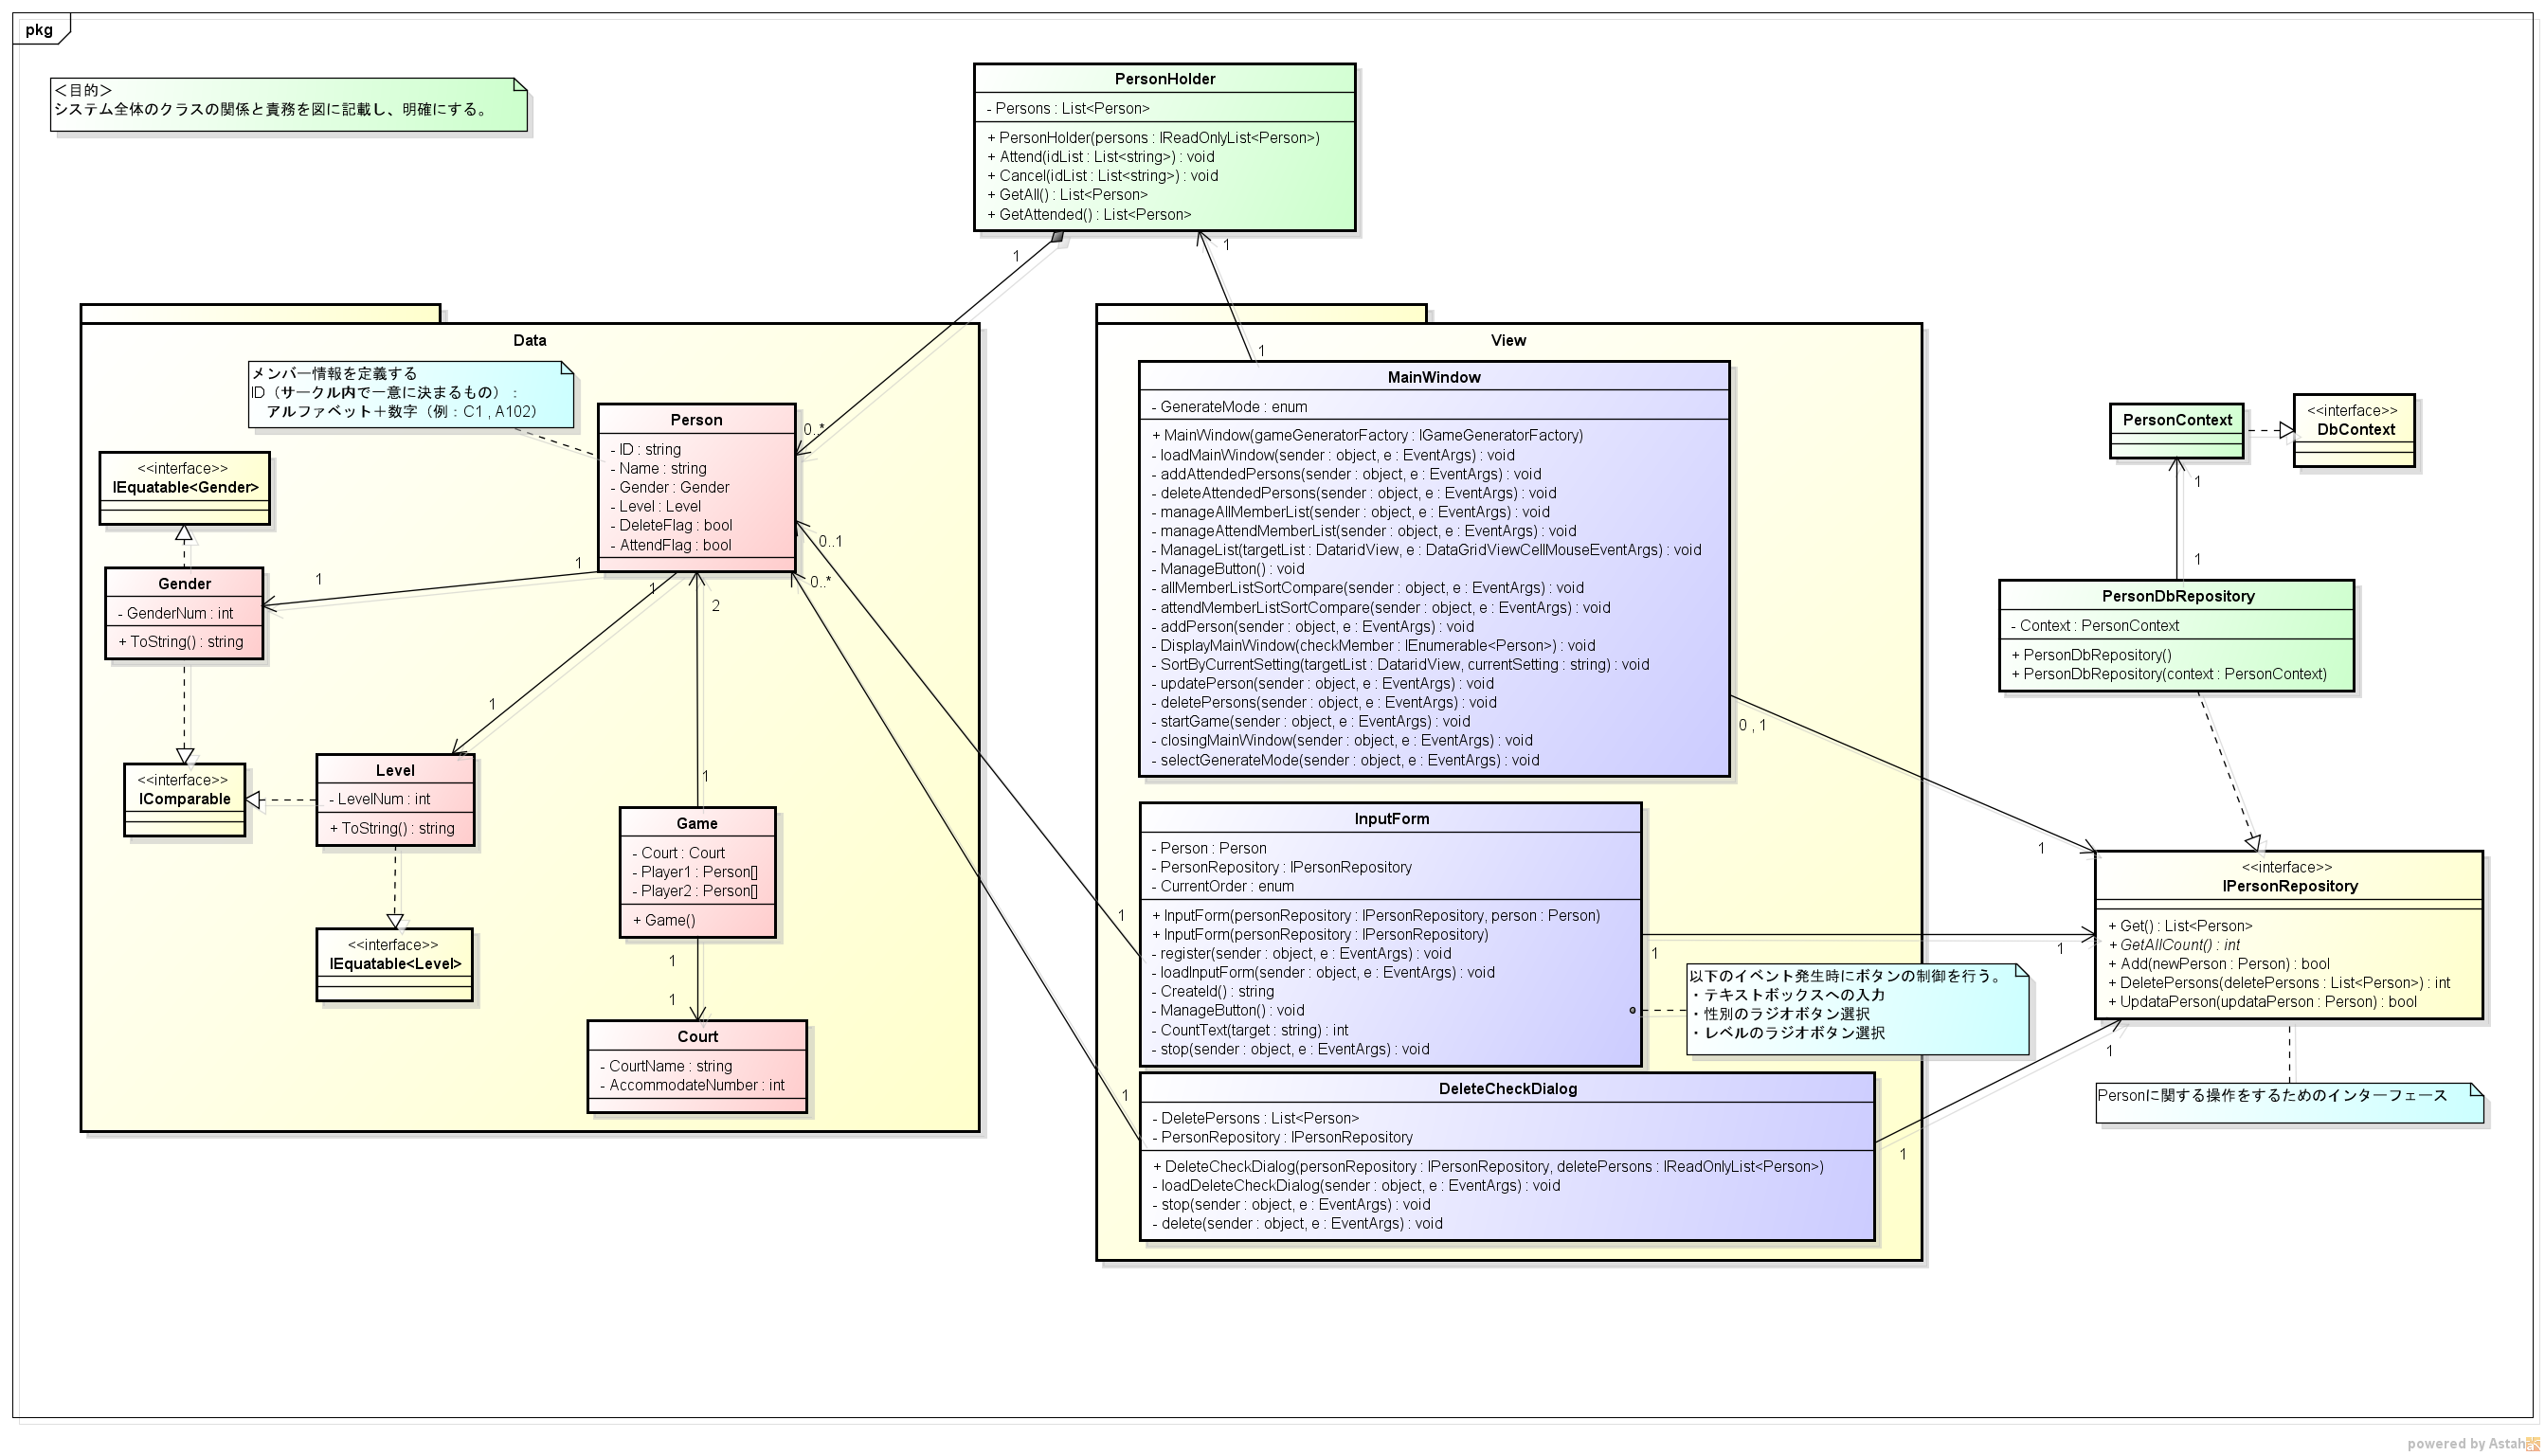 pkg
＜目的＞
システム全体のクラスの関係と責務を図に記載し、明確にする。
PersonHolder
- Persons : List<Person>
+ PersonHolder(persons : IReadOnlyList<Person>)
+ Attend(idList : List<string>) : void
+ Cancel(idList : List<string>) : void
+ GetAll() : List<Person>
+ GetAttended() : List<Person>
1
1
1
0..*
Data
メンバー情報を定義する
ID（サークル内で一意に決まるもの）：
アルファベット＋数字（例：C1 , A102）
Person
- ID : string
- Name : string
- Gender : Gender
- Level : Level
- DeleteFlag : bool
- AttendFlag : bool
0..1
0..*
<<interface>>
IEquatable<Gender>
Gender
- GenderNum : int
+ ToString() : string
1
1
1
1
2
1
<<interface>>
IComparable
Level
- LevelNum : int
+ ToString() : string
<<interface>>
IEquatable<Level>
Game
- Court : Court
- Player1 : Person[]
- Player2 : Person[]
+ Game()
1
1
Court
- CourtName : string
- AccommodateNumber : int
View
MainWindow
- GenerateMode : enum
+ MainWindow(gameGeneratorFactory : IGameGeneratorFactory)
- loadMainWindow(sender : object, e : EventArgs) : void
- addAttendedPersons(sender : object, e : EventArgs) : void
- deleteAttendedPersons(sender : object, e : EventArgs) : void
- manageAllMemberList(sender : object, e : EventArgs) : void
- manageAttendMemberList(sender : object, e : EventArgs) : void
- ManageList(targetList : DataridView, e : DataGridViewCellMouseEventArgs) : void
- ManageButton() : void
- allMemberListSortCompare(sender : object, e : EventArgs) : void
- attendMemberListSortCompare(sender : object, e : EventArgs) : void
- addPerson(sender : object, e : EventArgs) : void
- DisplayMainWindow(checkMember : IEnumerable<Person>) : void
- SortByCurrentSetting(targetList : DataridView, currentSetting : string) : void
- updatePerson(sender : object, e : EventArgs) : void
- deletePersons(sender : object, e : EventArgs) : void
- startGame(sender : object, e : EventArgs) : void
- closingMainWindow(sender : object, e : EventArgs) : void
- selectGenerateMode(sender : object, e : EventArgs) : void
0 , 1
1
InputForm
- Person : Person
- PersonRepository : IPersonRepository
- CurrentOrder : enum
+ InputForm(personRepository : IPersonRepository, person : Person)
+ InputForm(personRepository : IPersonRepository)
- register(sender : object, e : EventArgs) : void
- loadInputForm(sender : object, e : EventArgs) : void
- CreateId() : string
- ManageButton() : void
- CountText(target : string) : int
- stop(sender : object, e : EventArgs) : void
1
1
1
以下のイベント発生時にボタンの制御を行う。
・テキストボックスへの入力
・性別のラジオボタン選択
・レベルのラジオボタン選択
DeleteCheckDialog
- DeletePersons : List<Person>
- PersonRepository : IPersonRepository
+ DeleteCheckDialog(personRepository : IPersonRepository, deletePersons : IReadOnlyList<Person>)
- loadDeleteCheckDialog(sender : object, e : EventArgs) : void
- stop(sender : object, e : EventArgs) : void
- delete(sender : object, e : EventArgs) : void
1
1
1
PersonContext
<<interface>>
DbContext
1
1
PersonDbRepository
- Context : PersonContext
+ PersonDbRepository()
+ PersonDbRepository(context : PersonContext)
<<interface>>
IPersonRepository
+ Get() : List<Person>
+ GetAllCount() : int
+ Add(newPerson : Person) : bool
+ DeletePersons(deletePersons : List<Person>) : int
+ UpdataPerson(updataPerson : Person) : bool
Personに関する操作をするためのインターフェース
powered by Astah